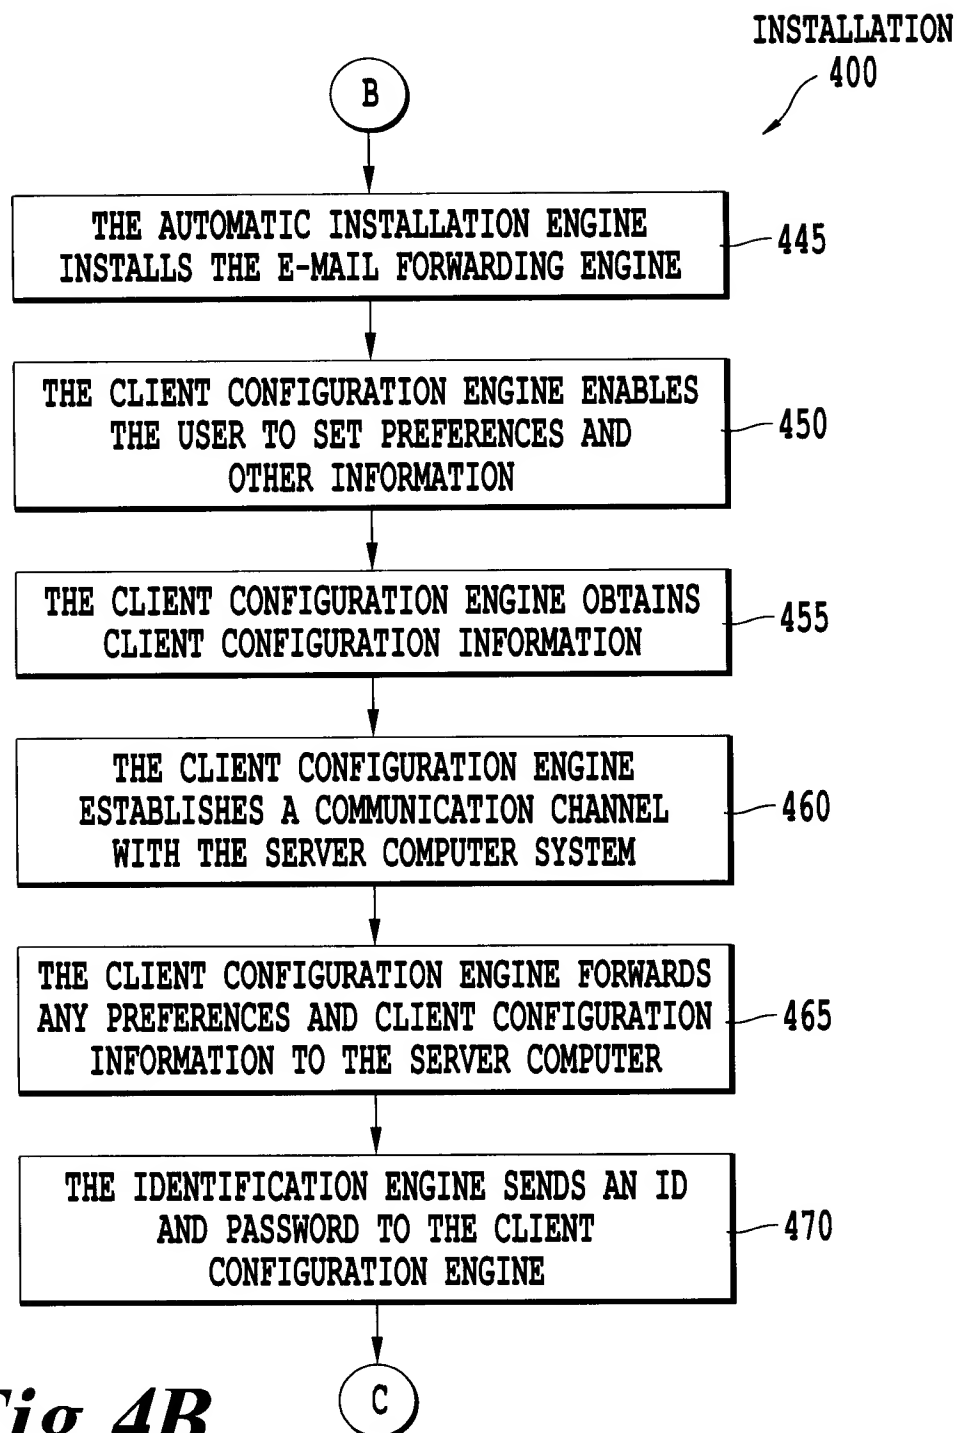 INSTALLATION
400
B
THE AUTOMATIC INSTALLATION ENGINE
INSTALLS THE E-MAIL FORWARDING ENGINE
445
THE CLIENT CONFIGURATION ENGINE ENABLES
THE USER TO SET PREFERENCES AND
OTHER INFORMATION
450
THE CLIENT CONFIGURATION ENGINE OBTAINS
CLIENT CONFIGURATION INFORMATION
455
THE CLIENT CONFIGURATION ENGINE
ESTABLISHES A COMMUNICATION CHANNEL
WITH THE SERVER COMPUTER SYSTEM
460
THE CLIENT CONFIGURATION ENGINE FORWARDS
ANY PREFERENCES AND CLIENT CONFIGURATION
INFORMATION TO THE SERVER COMPUTER
465
THE IDENTIFICATION ENGINE SENDS AN ID
AND PASSWORD TO THE CLIENT
CONFIGURATION ENGINE
470
C
Fig 4B